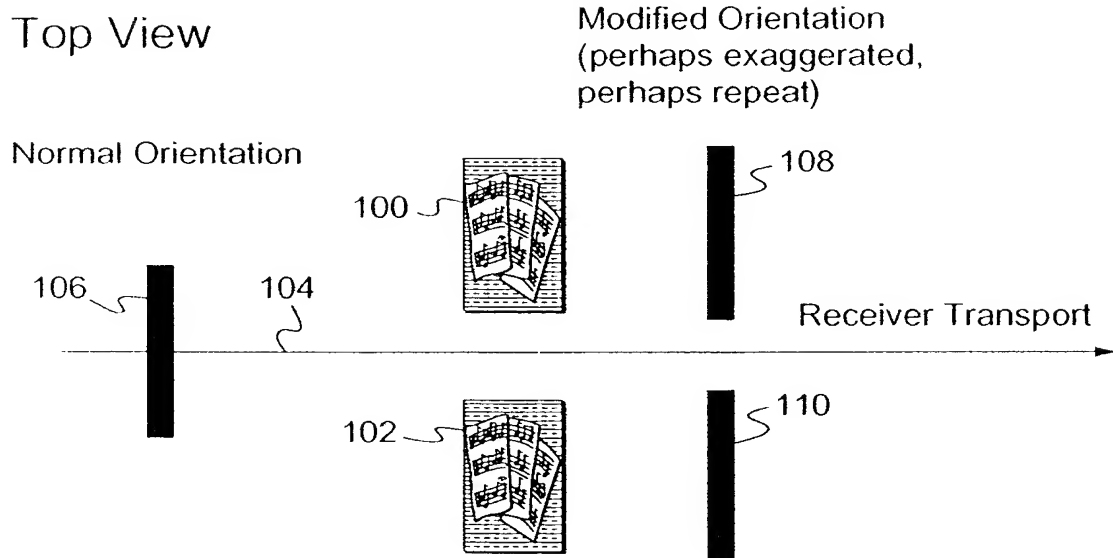 Top View
Modified Orientation
(perhaps exaggerated,
perhaps repeat)
Normal Orientation
108
100
106
104
Receiver Transport
102
110